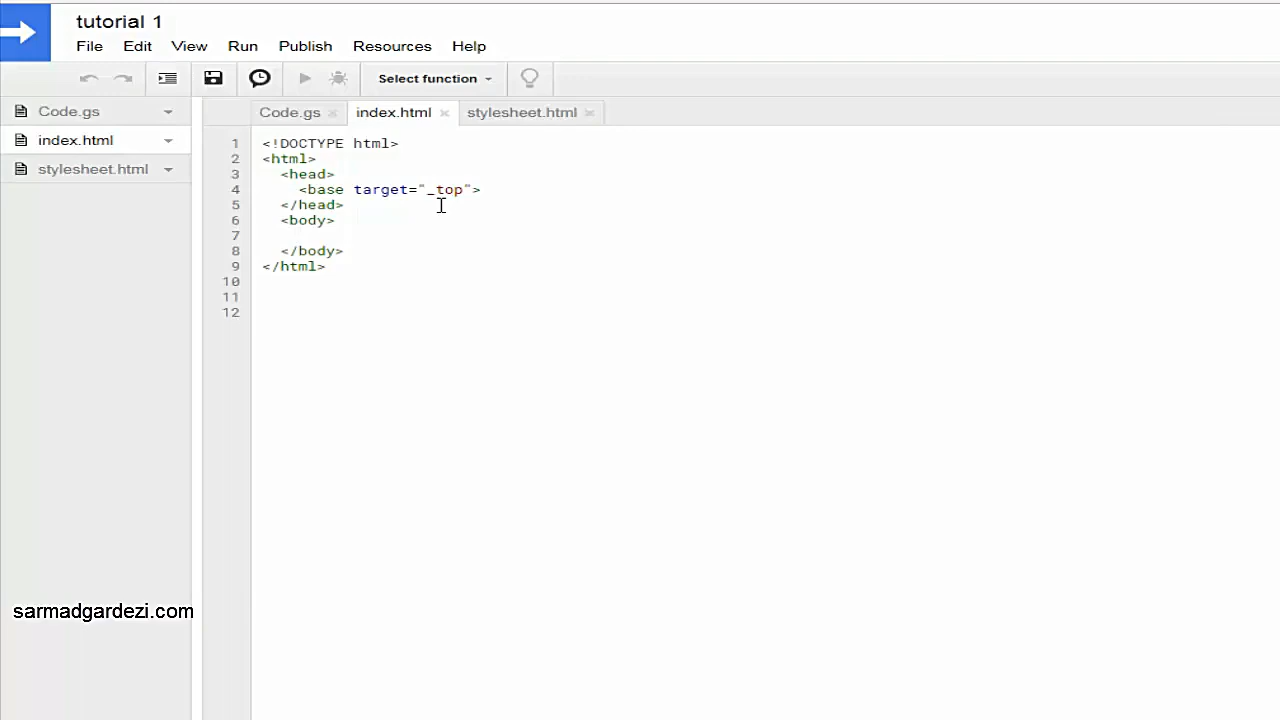 tutorial 1
File Edit View Run Publish Resources Help
Select function
Code.gs
index.html
stylesheet.html
Code.gs index.html stylesheet.html
1 <!DOCTYPE html>
2 <html>
3 <head>
4 <base target="_top">
5 </head>
6 <body>
7
8 </body>
9 </html>
10
11
12
sarmadgardezi.com